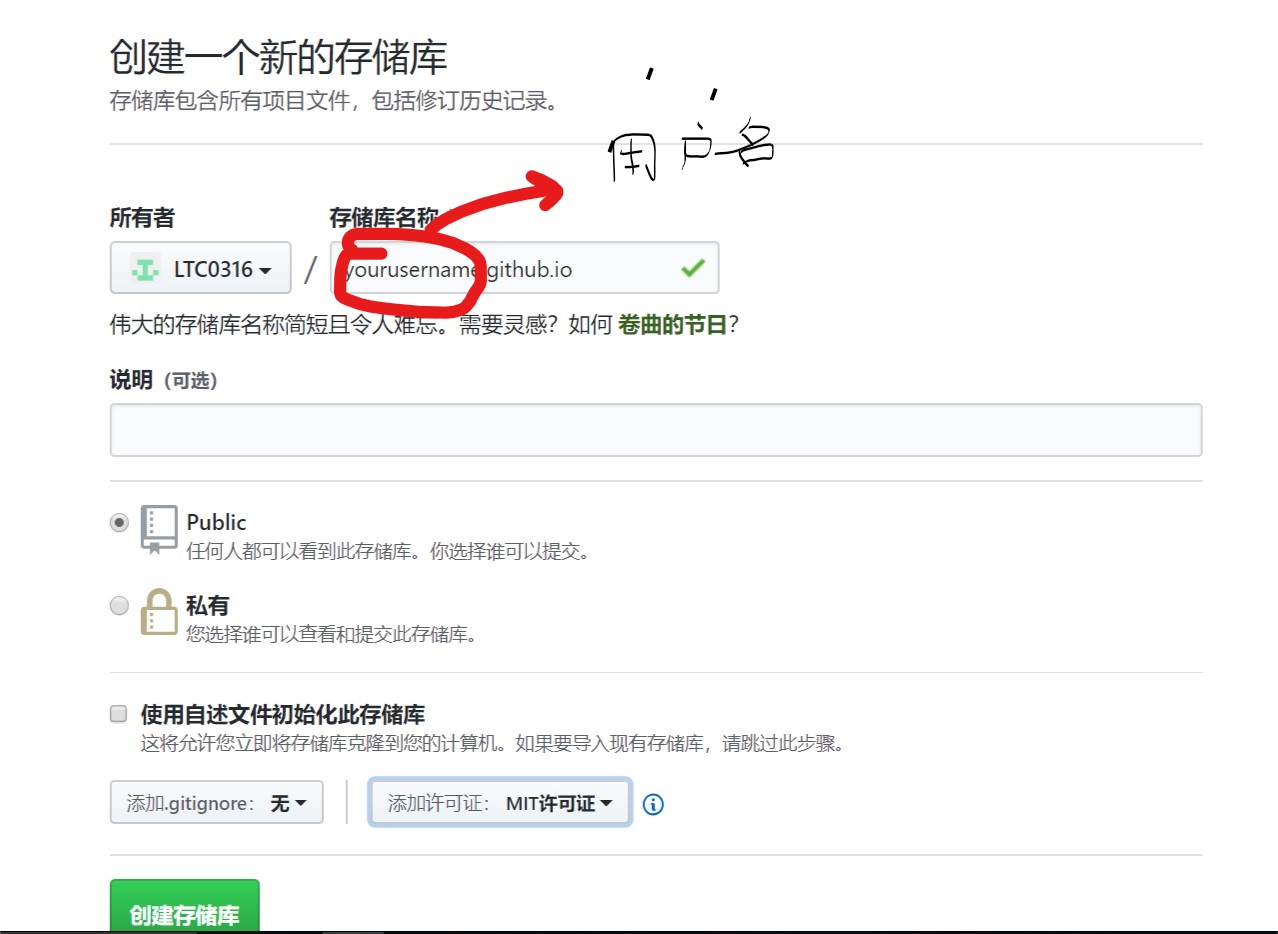 创建一个新的存储库
存储库包含所有项目文件，包括修订历史记录。
用户名
所有者
存储库名称
LTC0316 / yourusername.github.io
伟大的存储库名称简短且令人难忘。需要灵感？如何 卷曲的节日？
说明（可选）
Public
任何人都可以看到此存储库。你选择谁可以提交。
私有
您选择谁可以查看和提交此存储库。
使用自述文件初始化此存储库
这将允许您立即将存储库克隆到您的计算机。如果要导入现有存储库，请跳过此步骤。
添加.gitignore： 无 添加许可证： MIT许可证
创建存储库